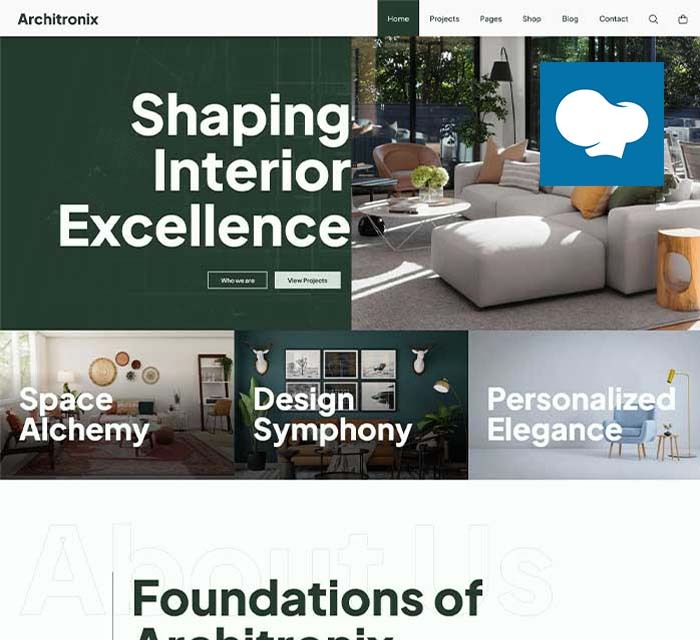 Architronix
Home Projects Pages Shop Blog Contact
Shaping
Interior
Excellence
Who we are View Projects
Space
Alchemy
Design
Symphony
Personalized
Elegance
About Us
Foundations of
Architronix